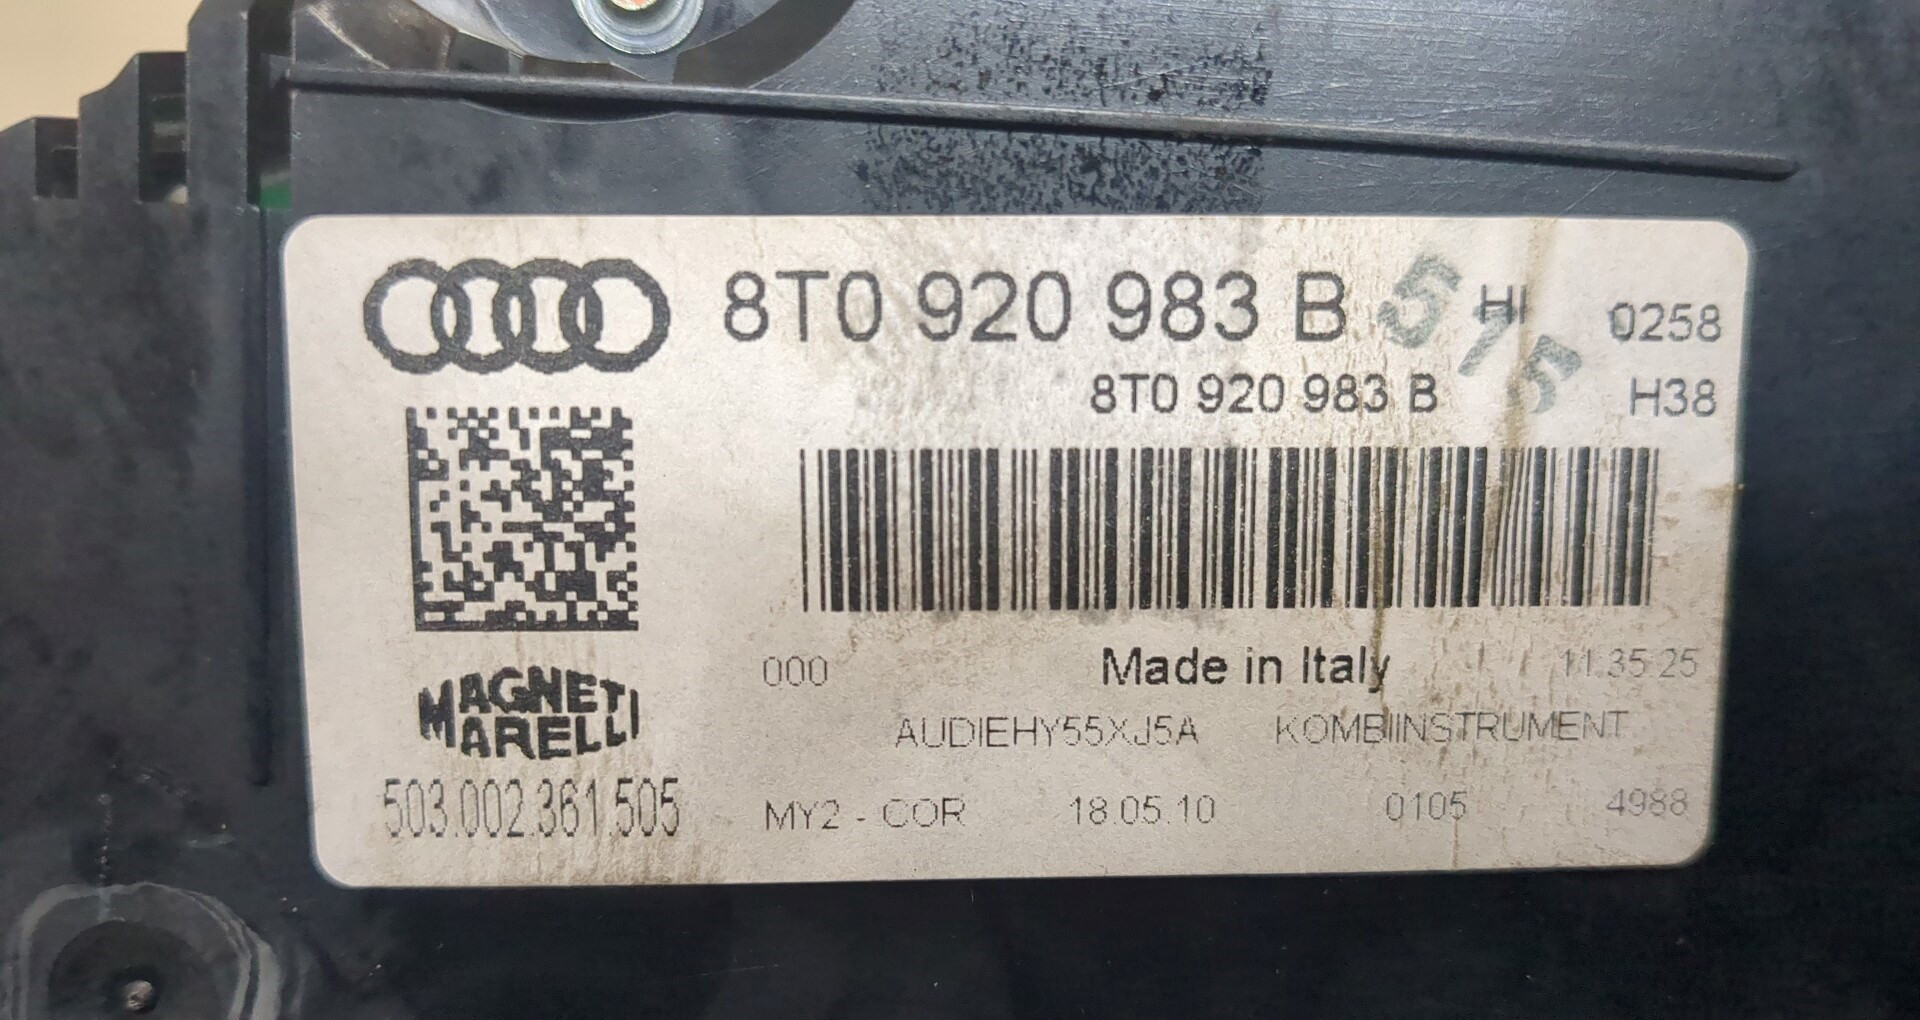 8T0 920 983 B HI 0258
8T0 920 983 B H38
575
000 Made in Italy 11.35.25
MAGNETI
MARELLI
AUDIEHY55XJ5A KOMBIINSTRUMENT
503.002.361.505 MY2 - COR 18.05.10 0105 4988